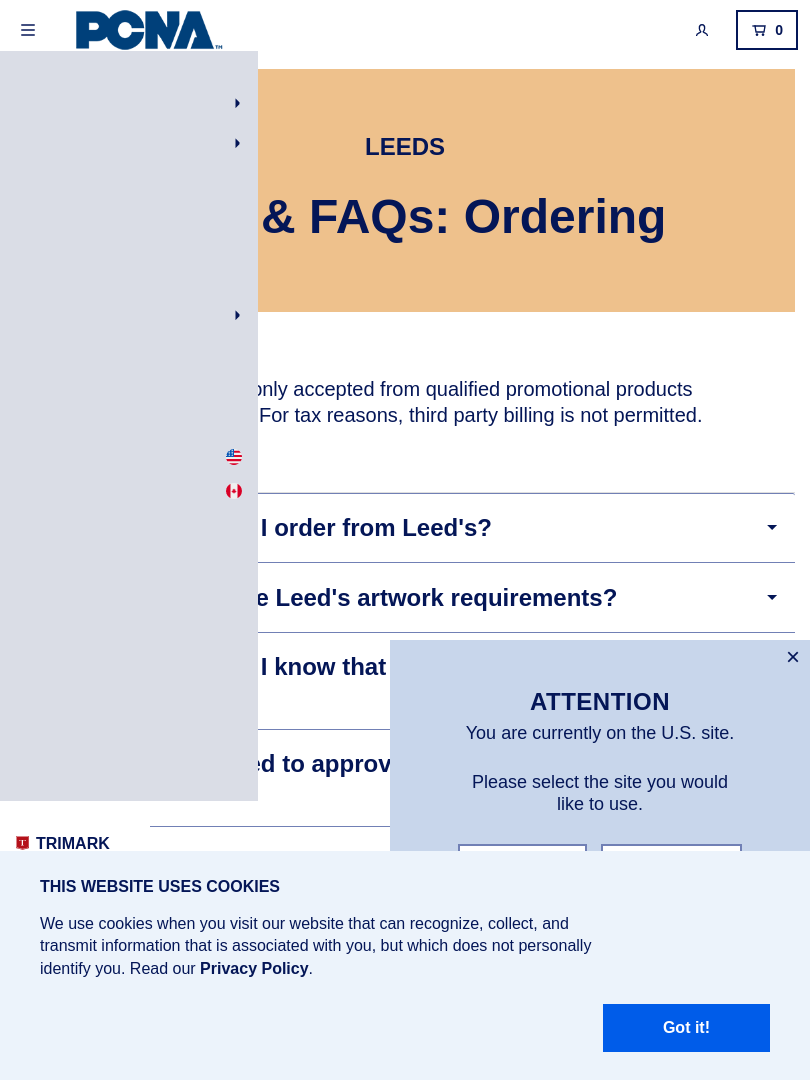 PCNA™
0
LEEDS
& FAQs: Ordering
only accepted from qualified promotional products
For tax reasons, third party billing is not permitted.
I order from Leed's?
e Leed's artwork requirements?
I know that
ed to approv
×
ATTENTION
You are currently on the U.S. site.
Please select the site you would
like to use.
T TRIMARK
THIS WEBSITE USES COOKIES
We use cookies when you visit our website that can recognize, collect, and
transmit information that is associated with you, but which does not personally
identify you. Read our Privacy Policy.
Got it!